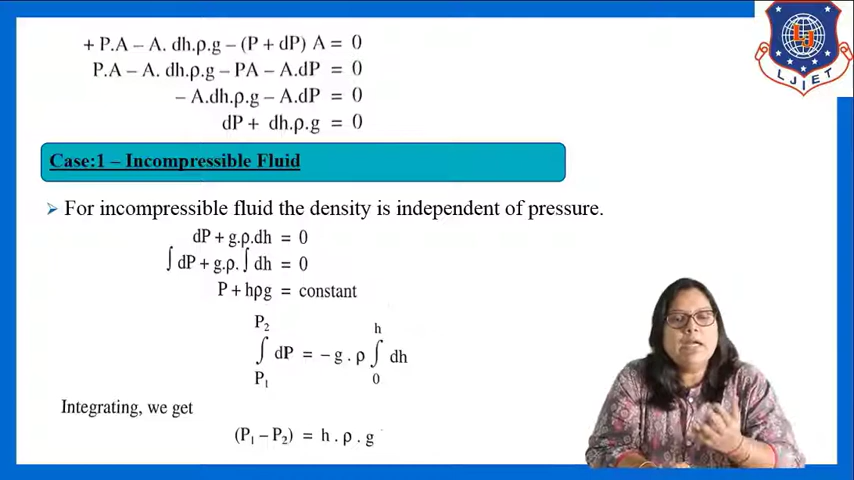 + P.A – A. dh.ρ.g – (P + dP) A = 0
P.A – A. dh.ρ.g – PA – A.dP = 0
– A.dh.ρ.g – A.dP = 0
dP + dh.ρ.g = 0
LJ
LJIET
Case:1 – Incompressible Fluid
➤ For incompressible fluid the density is independent of pressure.
dP + g.ρ.dh = 0
∫ dP + g.ρ. ∫ dh = 0
P + hρg = constant
P₂ h
∫ dP = – g . ρ ∫ dh
P₁ 0
Integrating, we get
(P₁ – P₂) = h . ρ . g